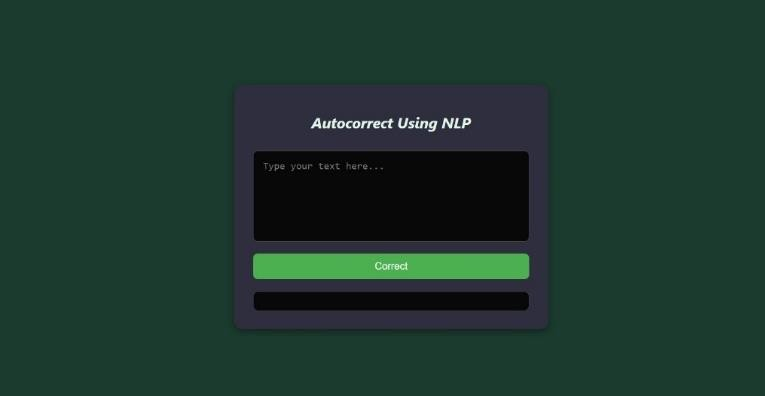 Autocorrect Using NLP
Type your text here...
Correct